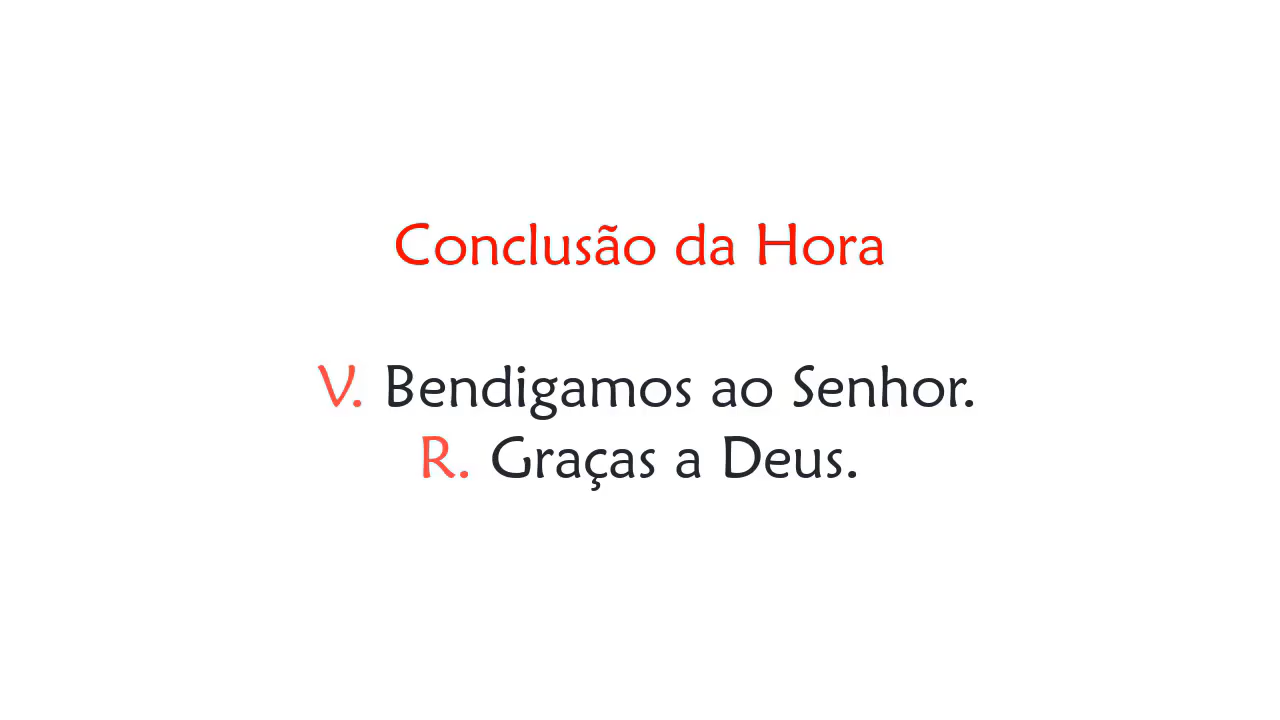 Conclusão da Hora
V. Bendigamos ao Senhor.
R. Graças a Deus.